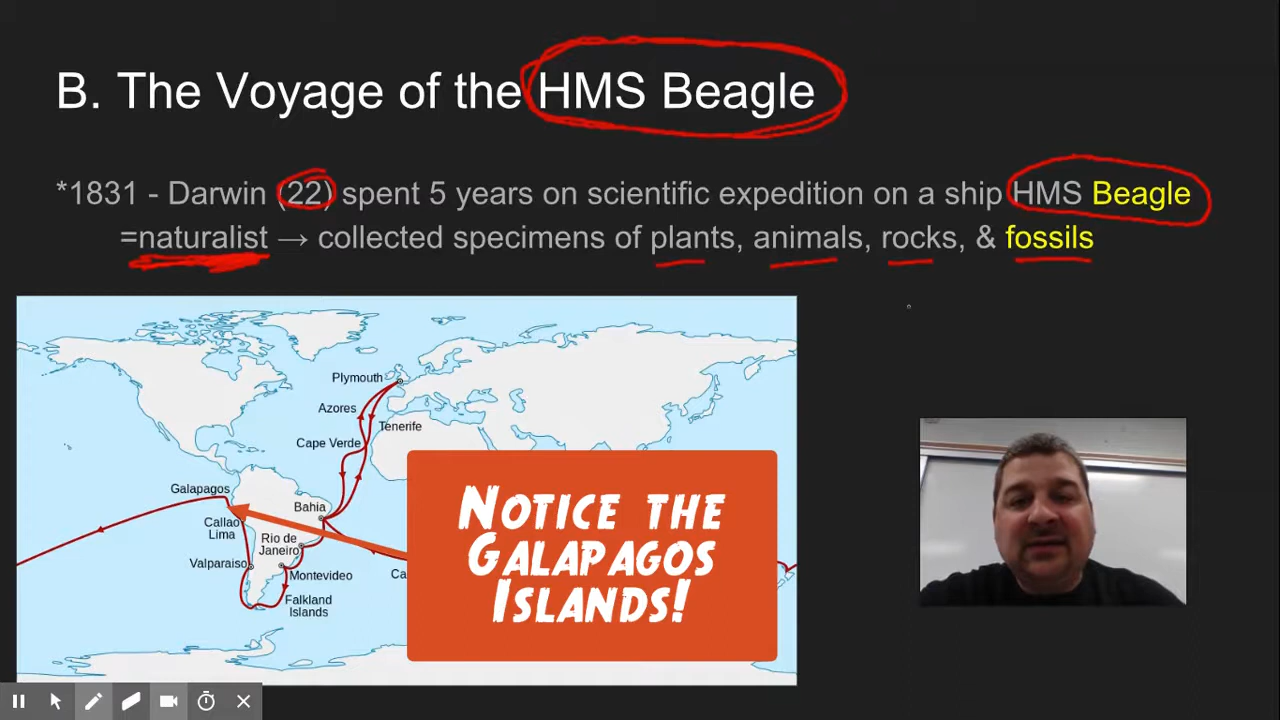 B. The Voyage of the HMS Beagle
*1831 - Darwin (22) spent 5 years on scientific expedition on a ship HMS Beagle
=naturalist → collected specimens of plants, animals, rocks, & fossils
Plymouth
Azores
Tenerife
Cape Verde
Galapagos
Bahia
Callao
Lima
Rio de
Janeiro
Valparaiso
Montevideo
Falkland
Islands
Ca
NOTICE THE
GALAPAGOS
ISLANDS!